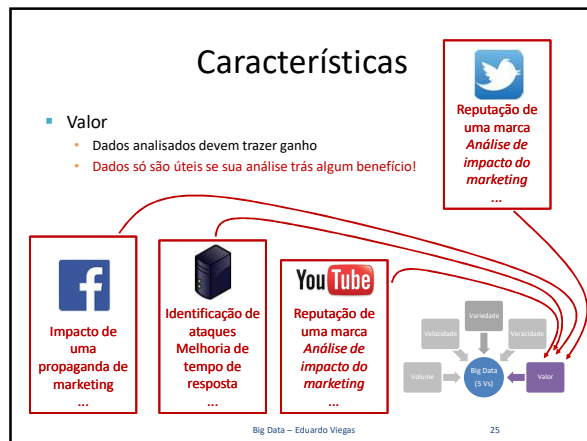 Características
Valor
Dados analisados devem trazer ganho
Dados só são úteis se sua análise trás algum benefício!
Reputação de
uma marca
Análise de
impacto do
marketing
...
Impacto de
uma
propaganda de
marketing
...
Identificação de
ataques
Melhoria de
tempo de
resposta
...
YouTube
Reputação de
uma marca
Análise de
impacto do
marketing
...
Variedade
Velocidade
Veracidade
Volume
Big Data
(5 Vs)
Valor
Big Data – Eduardo Viegas
25